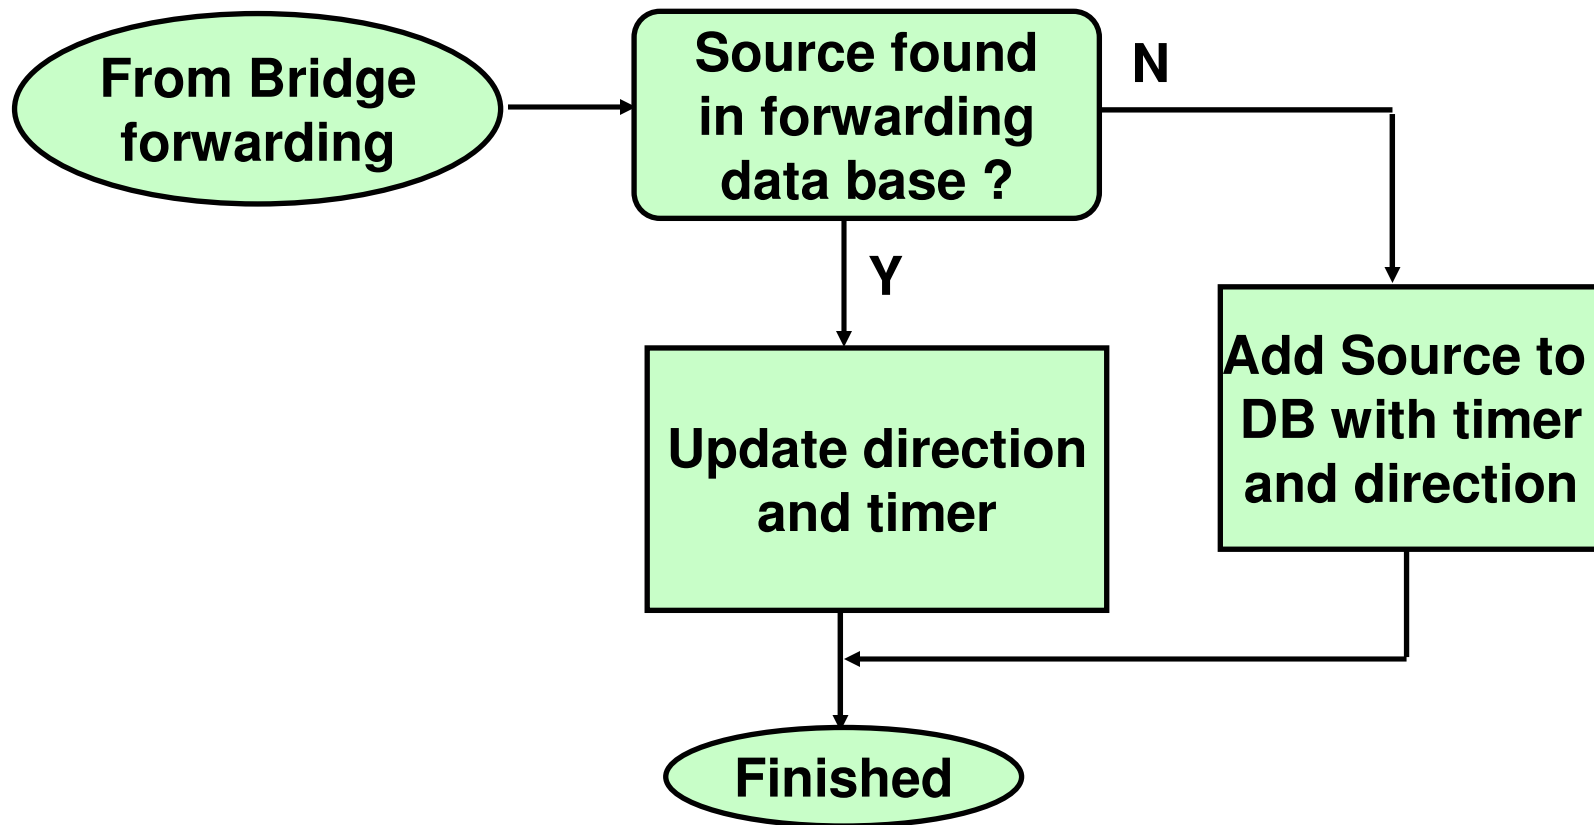 From Bridge
forwarding
Source found
in forwarding
data base ?
N
Y
Update direction
and timer
Add Source to
DB with timer
and direction
Finished